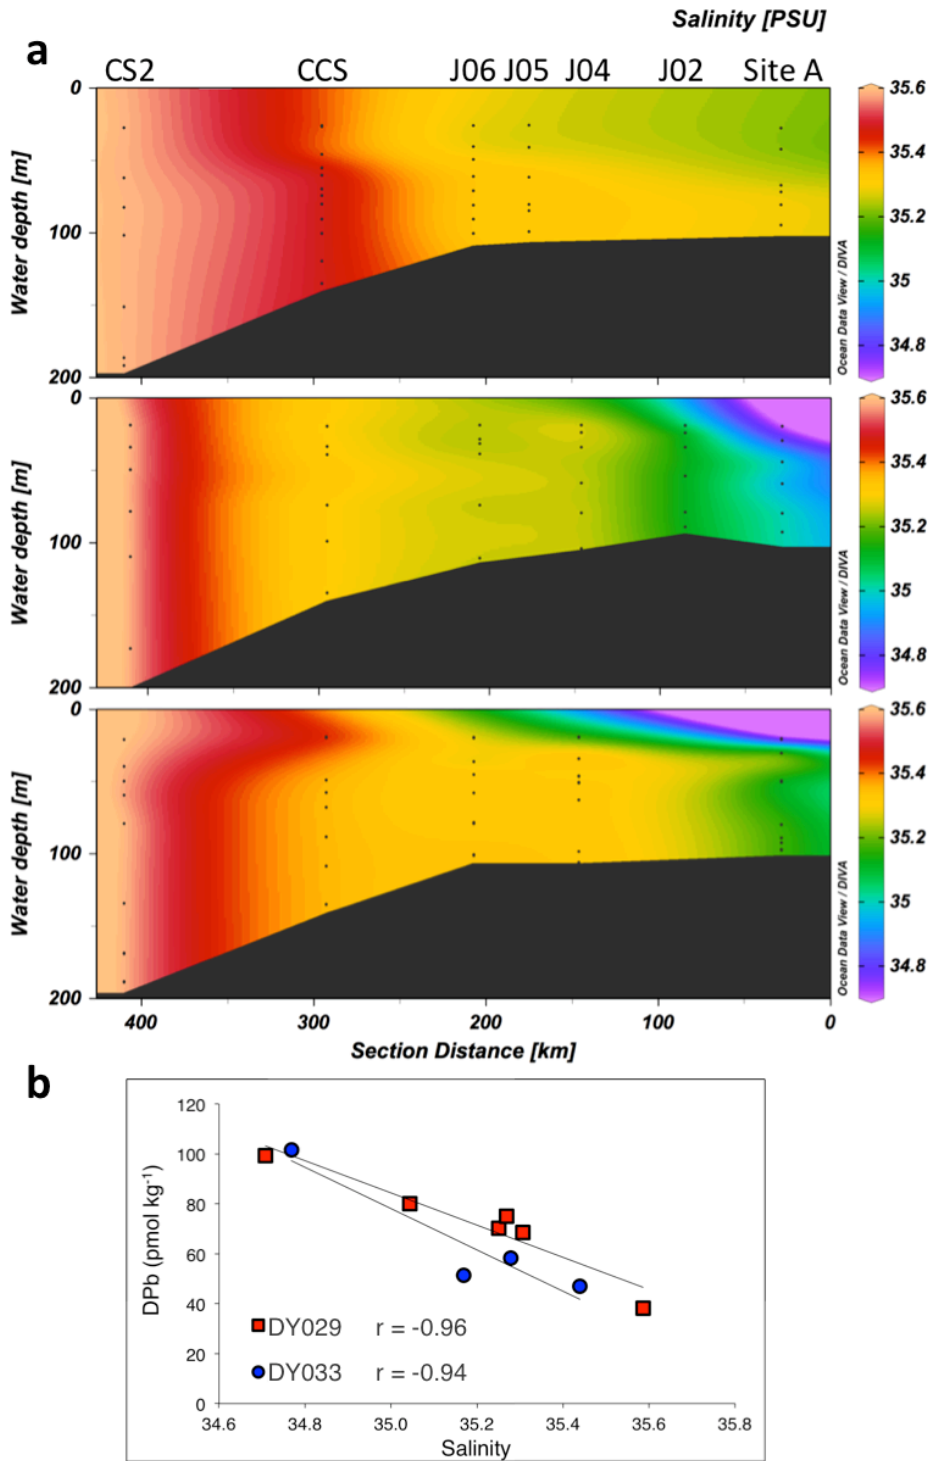 Salinity [PSU]
a
CS2 CCS J06 J05 J04 J02 Site A
0
100
200
Water depth [m]
35.6
35.4
35.2
35
34.8
Ocean Data View / DIVA
0
100
200
Water depth [m]
35.6
35.4
35.2
35
34.8
Ocean Data View / DIVA
0
100
200
Water depth [m]
35.6
35.4
35.2
35
34.8
Ocean Data View / DIVA
400 300 200 100 0
Section Distance [km]
b
120
100
80
60
40
20
0
DPb (pmol kg⁻¹)
DY029 r = -0.96
DY033 r = -0.94
34.6 34.8 35.0 35.2 35.4 35.6 35.8
Salinity